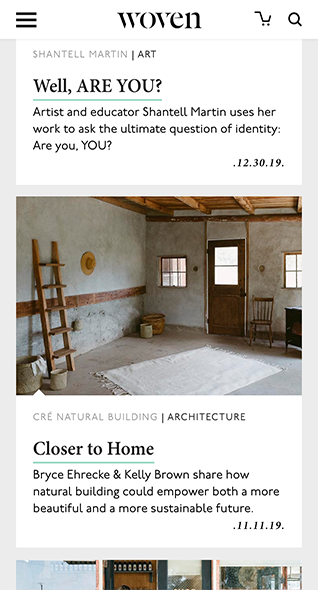 woven
SHANTELL MARTIN | ART
Well, ARE YOU?
Artist and educator Shantell Martin uses her
work to ask the ultimate question of identity:
Are you, YOU?
.12.30.19.
CRÉ NATURAL BUILDING | ARCHITECTURE
Closer to Home
Bryce Ehrecke & Kelly Brown share how
natural building could empower both a more
beautiful and a more sustainable future.
.11.11.19.